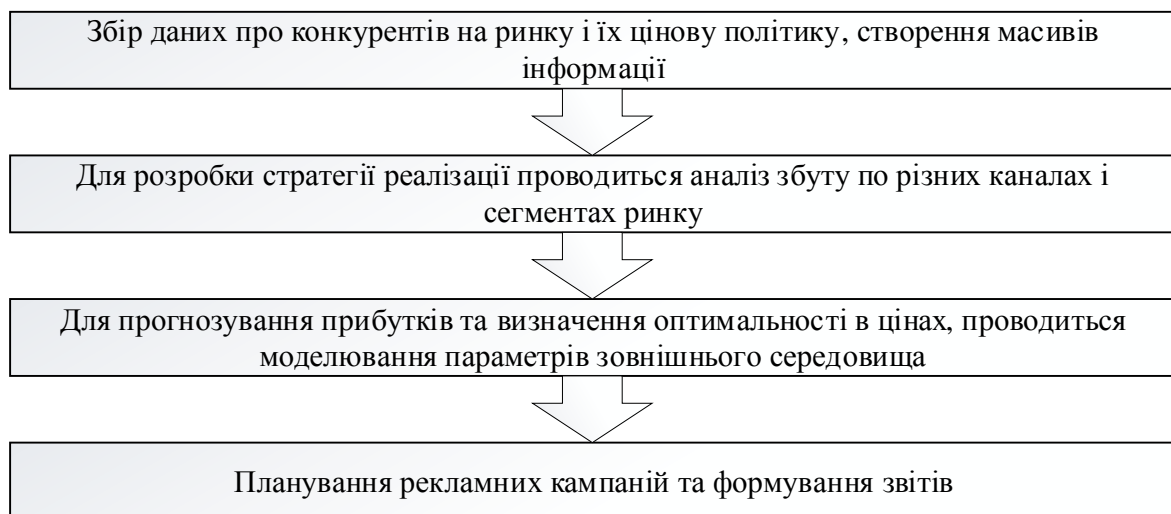 Збір даних про конкурентів на ринку і їх цінову політику, створення масивів
інформації
Для розробки стратегії реалізації проводиться аналіз збуту по різних каналах і
сегментах ринку
Для прогнозування прибутків та визначення оптимальності в цінах, проводиться
моделювання параметрів зовнішнього середовища
Планування рекламних кампаній та формування звітів